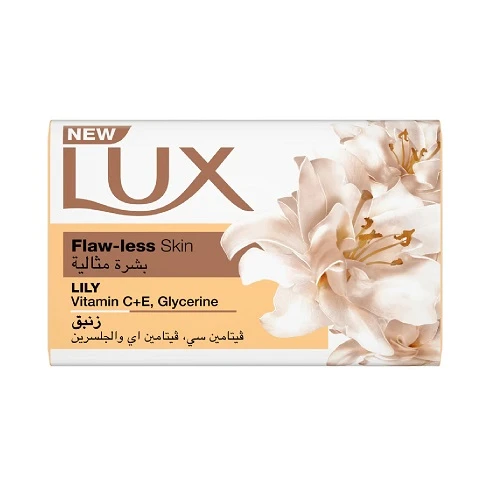 NEW
LUX
Flaw-less Skin
بشرة مثالية
LILY
Vitamin C+E, Glycerine
زنبق
ڤيتامين سي، ڤيتامين اي والجلسرين